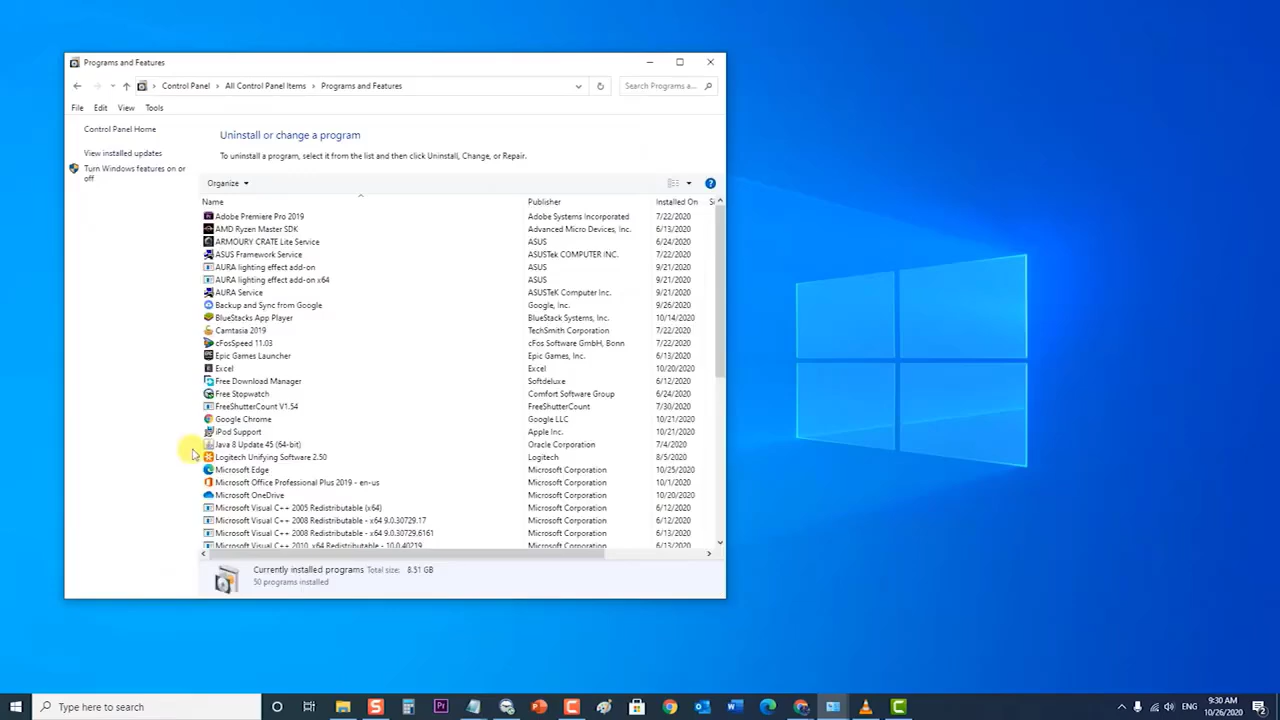 Programs and Features
Control Panel > All Control Panel Items > Programs and Features
Search Programs a...
File Edit View Tools
Control Panel Home
View installed updates
Turn Windows features on or off
Uninstall or change a program
To uninstall a program, select it from the list and then click Uninstall, Change, or Repair.
Organize
Name Publisher Installed On S
Adobe Premiere Pro 2019 Adobe Systems Incorporated 7/22/2020
AMD Ryzen Master SDK Advanced Micro Devices, Inc. 6/13/2020
ARMOURY CRATE Lite Service ASUS 6/24/2020
ASUS Framework Service ASUSTek COMPUTER INC. 7/22/2020
AURA lighting effect add-on ASUS 9/21/2020
AURA lighting effect add-on x64 ASUS 9/21/2020
AURA Service ASUSTeK Computer Inc. 9/21/2020
Backup and Sync from Google Google, Inc. 9/26/2020
BlueStacks App Player BlueStack Systems, Inc. 10/14/2020
Camtasia 2019 TechSmith Corporation 7/22/2020
cFosSpeed 11.03 cFos Software GmbH, Bonn 7/22/2020
Epic Games Launcher Epic Games, Inc. 6/13/2020
Excel Excel 10/20/2020
Free Download Manager Softdeluxe 6/12/2020
Free Stopwatch Comfort Software Group 6/24/2020
FreeShutterCount V1.54 FreeShutterCount 7/30/2020
Google Chrome Google LLC 10/21/2020
iPod Support Apple Inc. 10/21/2020
Java 8 Update 45 (64-bit) Oracle Corporation 7/4/2020
Logitech Unifying Software 2.50 Logitech 8/5/2020
Microsoft Edge Microsoft Corporation 10/25/2020
Microsoft Office Professional Plus 2019 - en-us Microsoft Corporation 10/1/2020
Microsoft OneDrive Microsoft Corporation 10/20/2020
Microsoft Visual C++ 2005 Redistributable (x64) Microsoft Corporation 6/12/2020
Microsoft Visual C++ 2008 Redistributable - x64 9.0.30729.17 Microsoft Corporation 6/12/2020
Microsoft Visual C++ 2008 Redistributable - x64 9.0.30729.6161 Microsoft Corporation 6/13/2020
Microsoft Visual C++ 2010 x64 Redistributable - 10.0.40219 Microsoft Corporation 6/13/2020
Currently installed programs Total size: 8.51 GB
50 programs installed
Type here to search
ENG
9:30 AM
10/26/2020